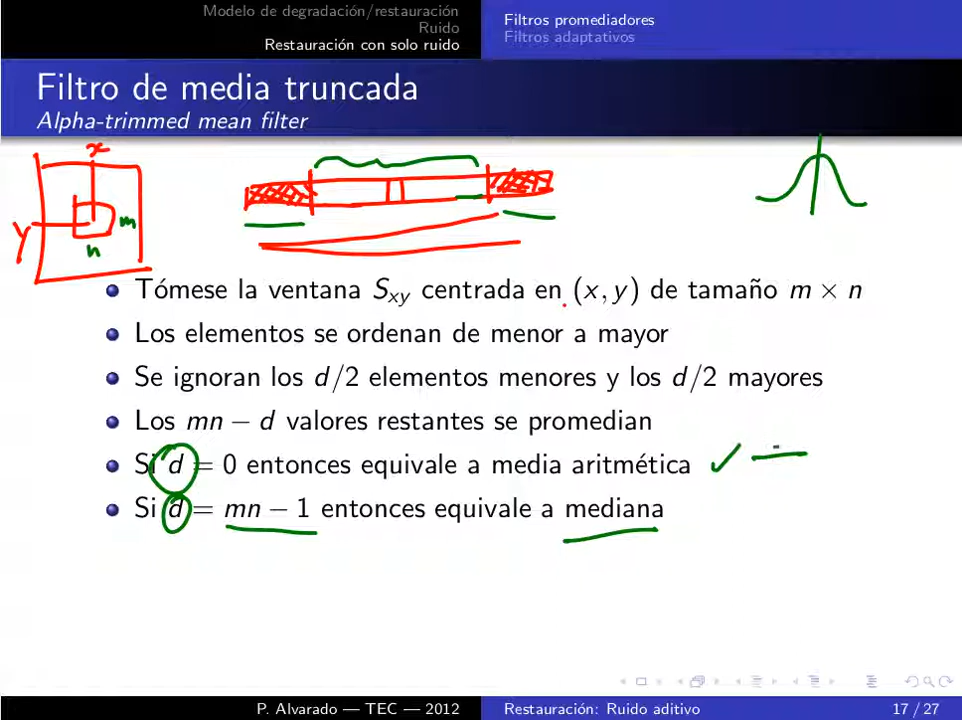 Modelo de degradación/restauración
Ruido
Restauración con solo ruido
Filtros promediadores
Filtros adaptativos
Filtro de media truncada
Alpha-trimmed mean filter
x
y
m
n
Tómese la ventana Sxy centrada en (x, y) de tamaño m × n
Los elementos se ordenan de menor a mayor
Se ignoran los d/2 elementos menores y los d/2 mayores
Los mn − d valores restantes se promedian
Si d = 0 entonces equivale a media aritmética
Si d = mn − 1 entonces equivale a mediana
P. Alvarado — TEC — 2012
Restauración: Ruido aditivo
17 / 27